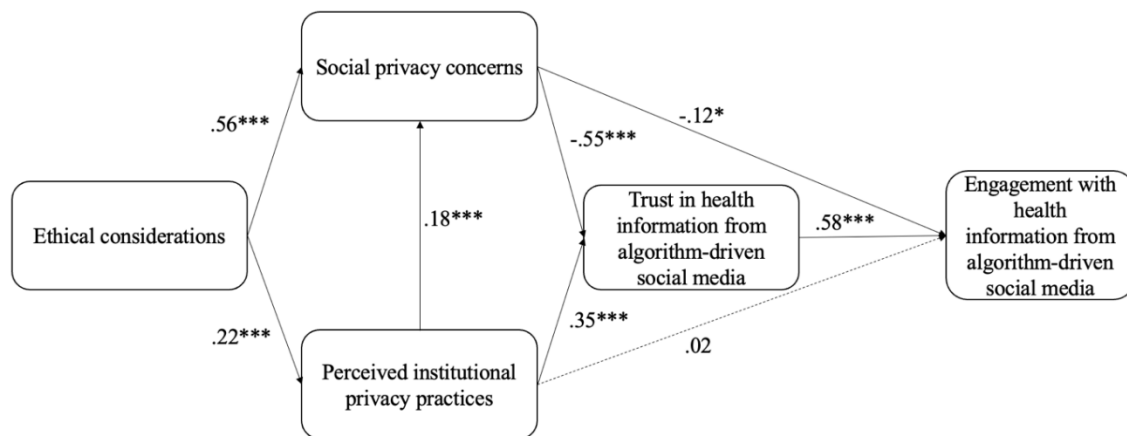 Social privacy concerns
.56***
-.12*
-.55***
Ethical considerations
.18***
Trust in health
information from
algorithm-driven
social media
.58***
Engagement with
health
information from
algorithm-driven
social media
.22***
.35***
.02
Perceived institutional
privacy practices